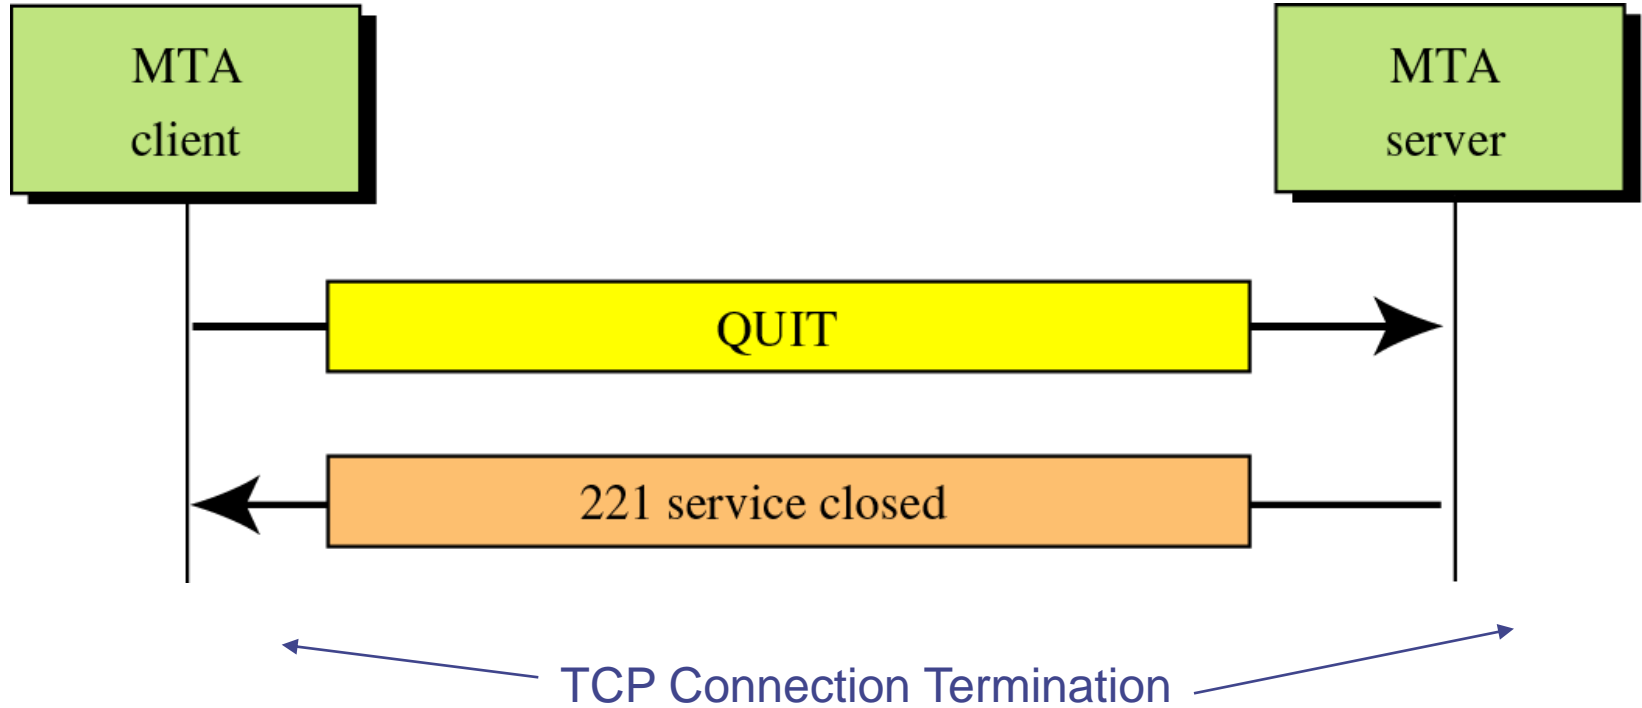 MTA
client
MTA
server
QUIT
221 service closed
TCP Connection Termination